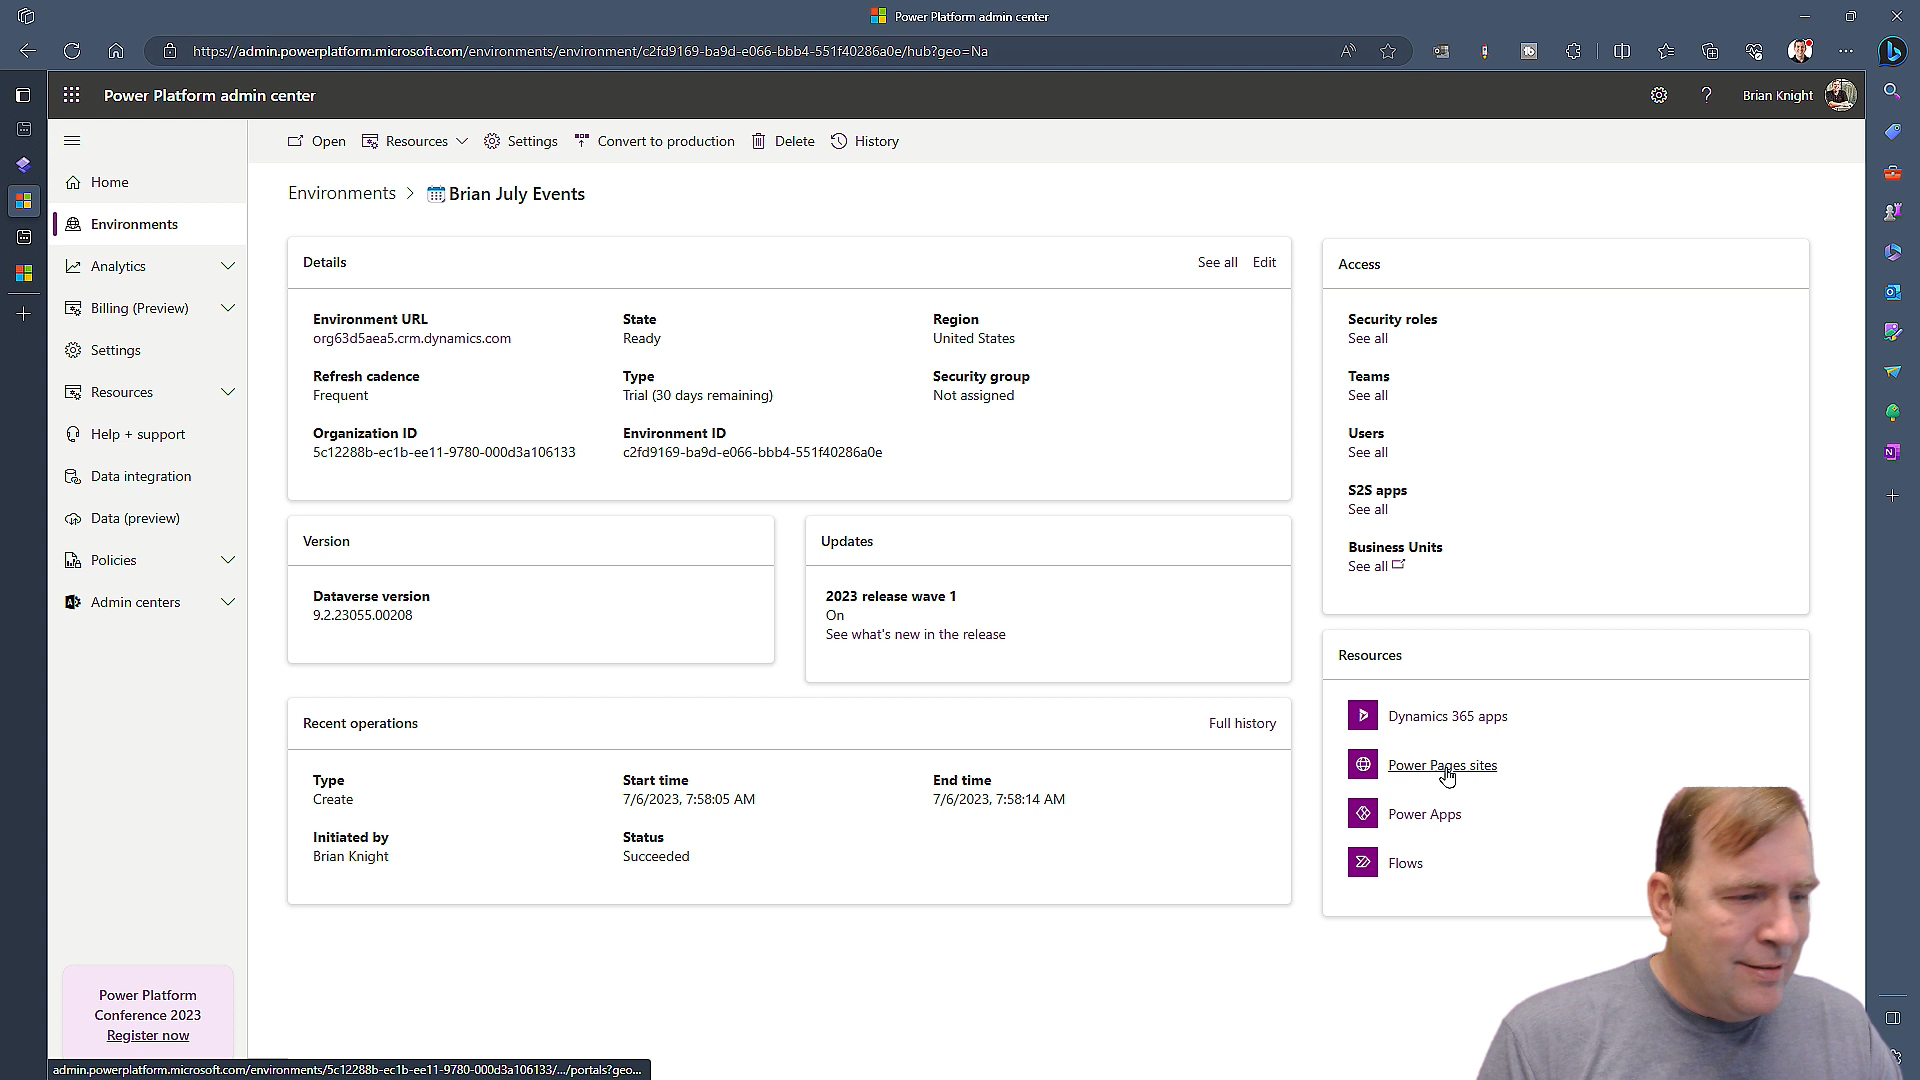 Power Platform admin center
https://admin.powerplatform.microsoft.com/environments/environment/c2fd9169-ba9d-e066-bbb4-551f40286a0e/hub?geo=Na
Power Platform admin center
Brian Knight
Open
Resources
Settings
Convert to production
Delete
History
Home
Environments
Analytics
Billing (Preview)
Settings
Resources
Help + support
Data integration
Data (preview)
Policies
Admin centers
Power Platform
Conference 2023
Register now
Environments > Brian July Events
Details
See all
Edit
Environment URL
org63d5aea5.crm.dynamics.com
State
Ready
Region
United States
Refresh cadence
Frequent
Type
Trial (30 days remaining)
Security group
Not assigned
Organization ID
5c12288b-ec1b-ee11-9780-000d3a106133
Environment ID
c2fd9169-ba9d-e066-bbb4-551f40286a0e
Version
Dataverse version
9.2.23055.00208
Updates
2023 release wave 1
On
See what's new in the release
Recent operations
Full history
Type
Create
Start time
7/6/2023, 7:58:05 AM
End time
7/6/2023, 7:58:14 AM
Initiated by
Brian Knight
Status
Succeeded
Access
Security roles
See all
Teams
See all
Users
See all
S2S apps
See all
Business Units
See all
Resources
Dynamics 365 apps
Power Pages sites
Power Apps
Flows
admin.powerplatform.microsoft.com/environments/5c12288b-ec1b-ee11-9780-000d3a106133/.../portals?geo...